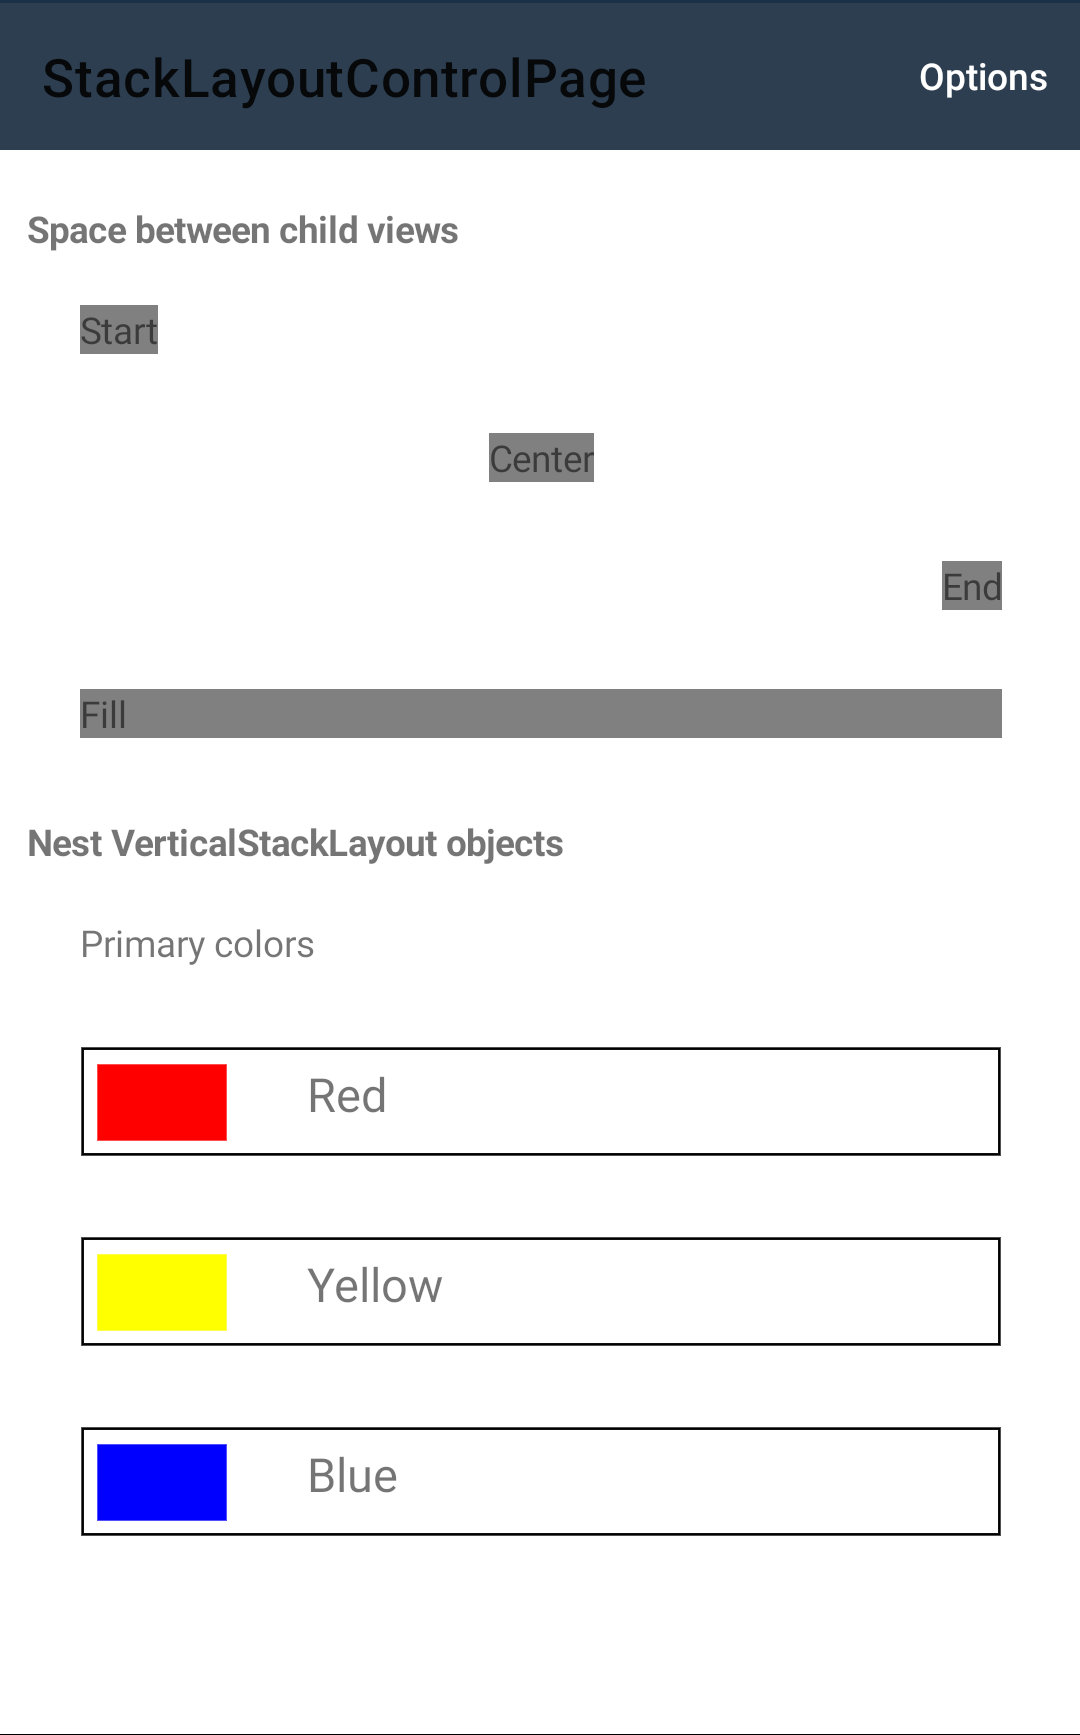 StackLayoutControlPage
Options
Space between child views
Start
Center
End
Fill
Nest VerticalStackLayout objects
Primary colors
Red
Yellow
Blue